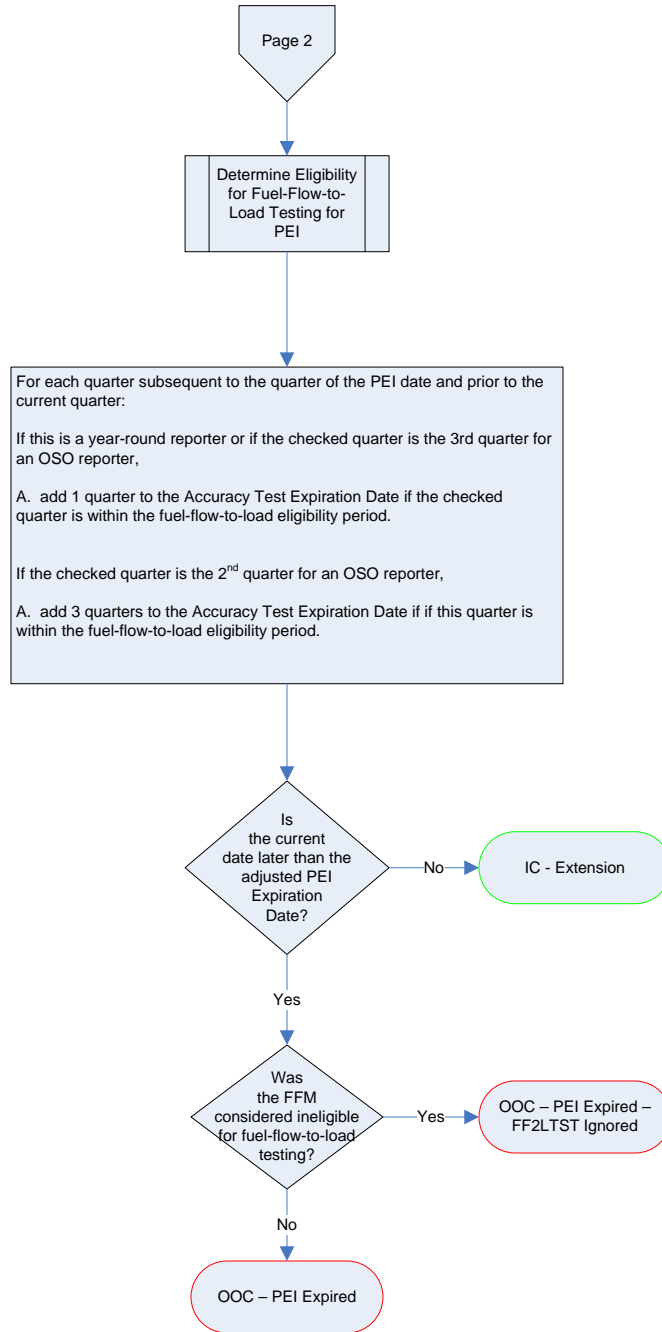 Page 2
Determine Eligibility
for Fuel-Flow-to-
Load Testing for
PEI
For each quarter subsequent to the quarter of the PEI date and prior to the
current quarter:
If this is a year-round reporter or if the checked quarter is the 3rd quarter for
an OSO reporter,
A.  add 1 quarter to the Accuracy Test Expiration Date if the checked
quarter is within the fuel-flow-to-load eligibility period.
If the checked quarter is the 2nd quarter for an OSO reporter,
A.  add 3 quarters to the Accuracy Test Expiration Date if if this quarter is
within the fuel-flow-to-load eligibility period.
Is
the current
date later than the
adjusted PEI
Expiration
Date?
No
IC - Extension
Yes
Was
the FFM
considered ineligible
for fuel-flow-to-load
testing?
Yes
OOC – PEI Expired –
FF2LTST Ignored
No
OOC – PEI Expired